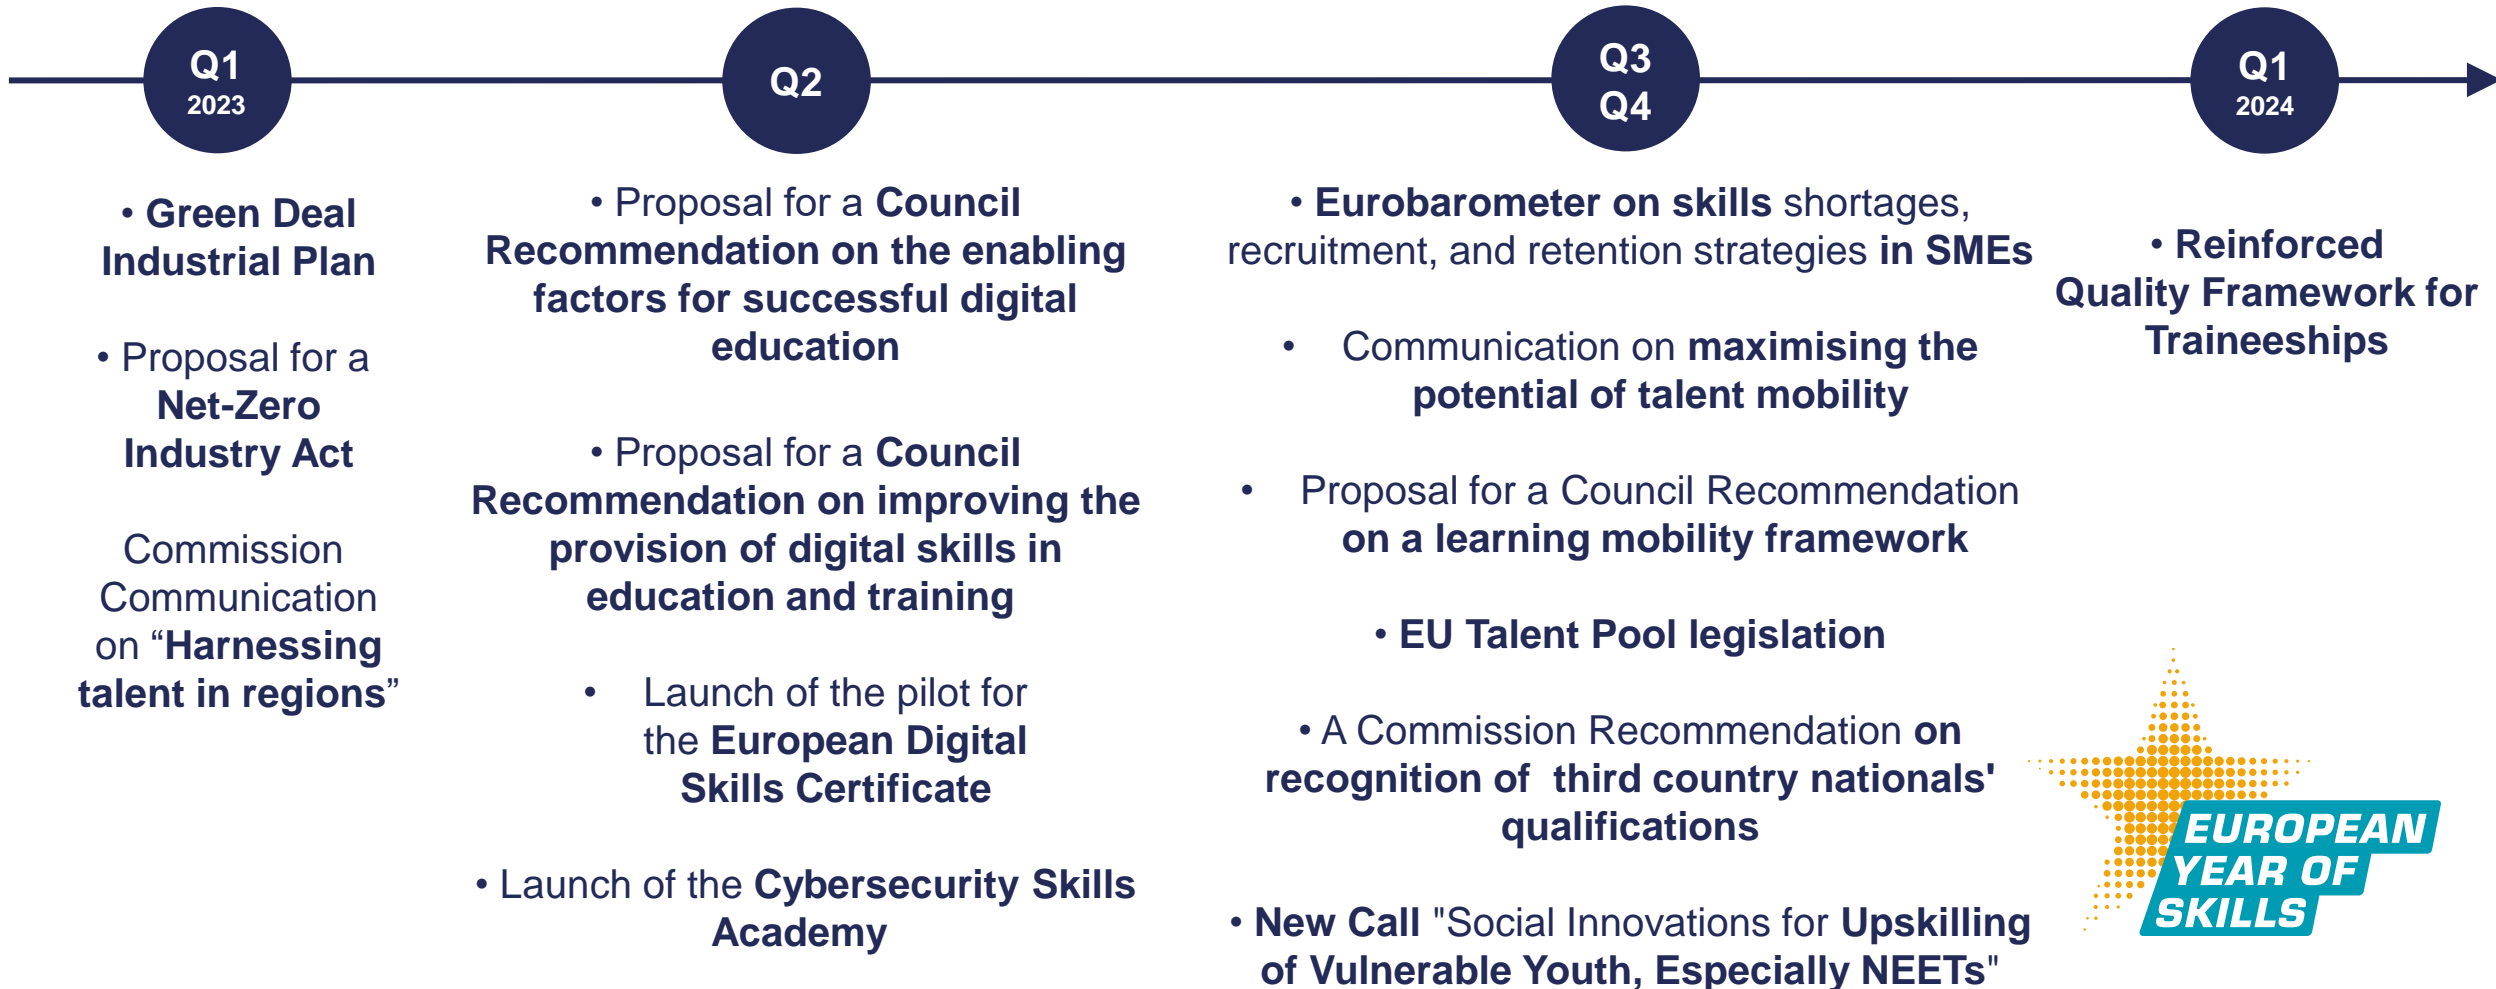 Q1
2023
Q2
Q3
Q4
Q1
2024
• Green Deal
Industrial Plan
• Proposal for a
Net-Zero
Industry Act
Commission
Communication
on “Harnessing
talent in regions”
• Proposal for a Council
Recommendation on the enabling
factors for successful digital
education
• Proposal for a Council
Recommendation on improving the
provision of digital skills in
education and training
• Launch of the pilot for
the European Digital
Skills Certificate
• Launch of the Cybersecurity Skills
Academy
• Eurobarometer on skills shortages,
recruitment, and retention strategies in SMEs
• Communication on maximising the
potential of talent mobility
• Proposal for a Council Recommendation
on a learning mobility framework
• EU Talent Pool legislation
• A Commission Recommendation on
recognition of  third country nationals'
qualifications
• New Call "Social Innovations for Upskilling
of Vulnerable Youth, Especially NEETs"
• Reinforced
Quality Framework for
Traineeships
EUROPEAN
YEAR OF
SKILLS